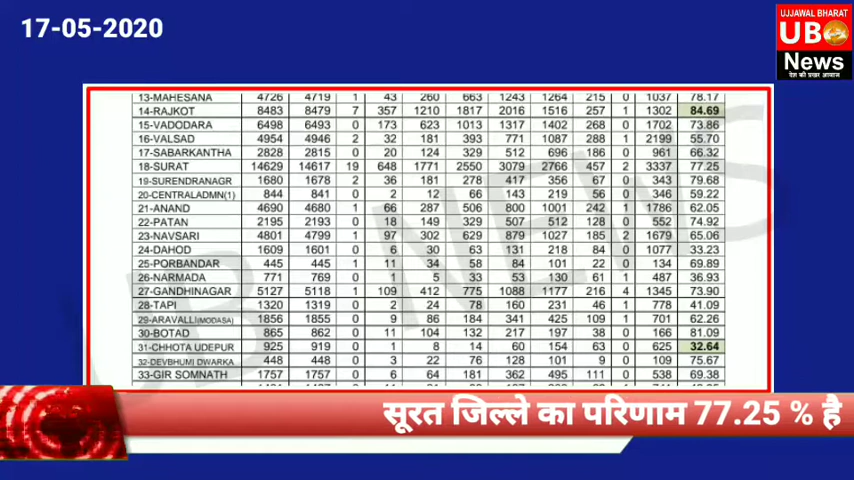 17-05-2020
UJJAWAL BHARAT
UBO
News
देश की प्रखर आवाज
13-MAHESANA 4726 4719 1 43 260 663 1243 1264 215 0 1037 78.17
14-RAJKOT 8483 8479 7 357 1210 1817 2016 1516 257 1 1302 84.69
15-VADODARA 6498 6493 0 173 623 1013 1317 1402 268 0 1702 73.86
16-VALSAD 4954 4946 2 32 181 393 771 1087 288 1 2199 55.70
17-SABARKANTHA 2828 2815 0 20 124 329 512 696 186 0 961 66.32
18-SURAT 14629 14617 19 648 1771 2550 3079 2766 457 2 3337 77.25
19-SURENDRANAGR 1680 1678 2 36 181 278 417 356 67 0 343 79.68
20-CENTRALADMN(1) 844 841 0 2 12 66 143 219 56 0 346 59.22
21-ANAND 4690 4680 1 66 287 506 800 1001 242 1 1786 62.05
22-PATAN 2195 2193 0 18 149 329 507 512 128 0 552 74.92
23-NAVSARI 4801 4799 1 97 302 629 879 1027 185 2 1679 65.06
24-DAHOD 1609 1601 0 6 30 63 131 218 84 0 1077 33.23
25-PORBANDAR 445 445 1 11 34 58 84 101 22 0 134 69.89
26-NARMADA 771 769 0 1 5 33 53 130 61 1 487 36.93
27-GANDHINAGAR 5127 5118 1 109 412 775 1088 1177 216 4 1345 73.90
28-TAPI 1320 1319 0 2 24 78 160 231 46 1 778 41.09
29-ARAVALLI(MODASA) 1856 1855 0 9 86 184 341 425 109 1 701 62.26
30-BOTAD 865 862 0 11 104 132 217 197 38 0 166 81.09
31-CHHOTA UDEPUR 925 919 0 1 8 14 60 154 63 0 625 32.64
32-DEVBHUMI DWARKA 448 448 0 3 22 76 128 101 9 0 109 75.67
33-GIR SOMNATH 1757 1757 0 6 64 181 362 495 111 0 538 69.38
UB NEWS
सूरत जिल्ले का परिणाम 77.25 % है